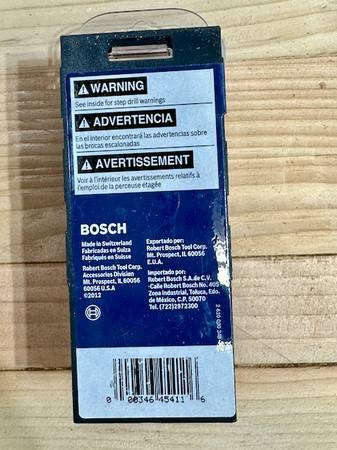 WARNING
See inside for step drill warnings
ADVERTENCIA
En el interior encontrará las advertencias sobre
las brocas escalonadas
AVERTISSEMENT
Voir à l'intérieur les avertissements relatifs à
l'emploi de la perceuse étagée
BOSCH
Made in Switzerland
Fabricadas en Suiza
Fabriqués en Suisse
Robert Bosch Tool Corp.
Accessories Division
Mt. Prospect, IL 60056
60056 U.S.A
©2012
Exportado por:
Robert Bosch Tool Corp.
Mt. Prospect, IL 60056
E.U.A.
Importado por:
Robert Bosch S.A.de C.V.
-Calle Robert Bosch No. 405
Zona Industrial, Toluca, Edo.
de México, C.P. 50070
Tel. (722)2972300
0 00346 45411 6